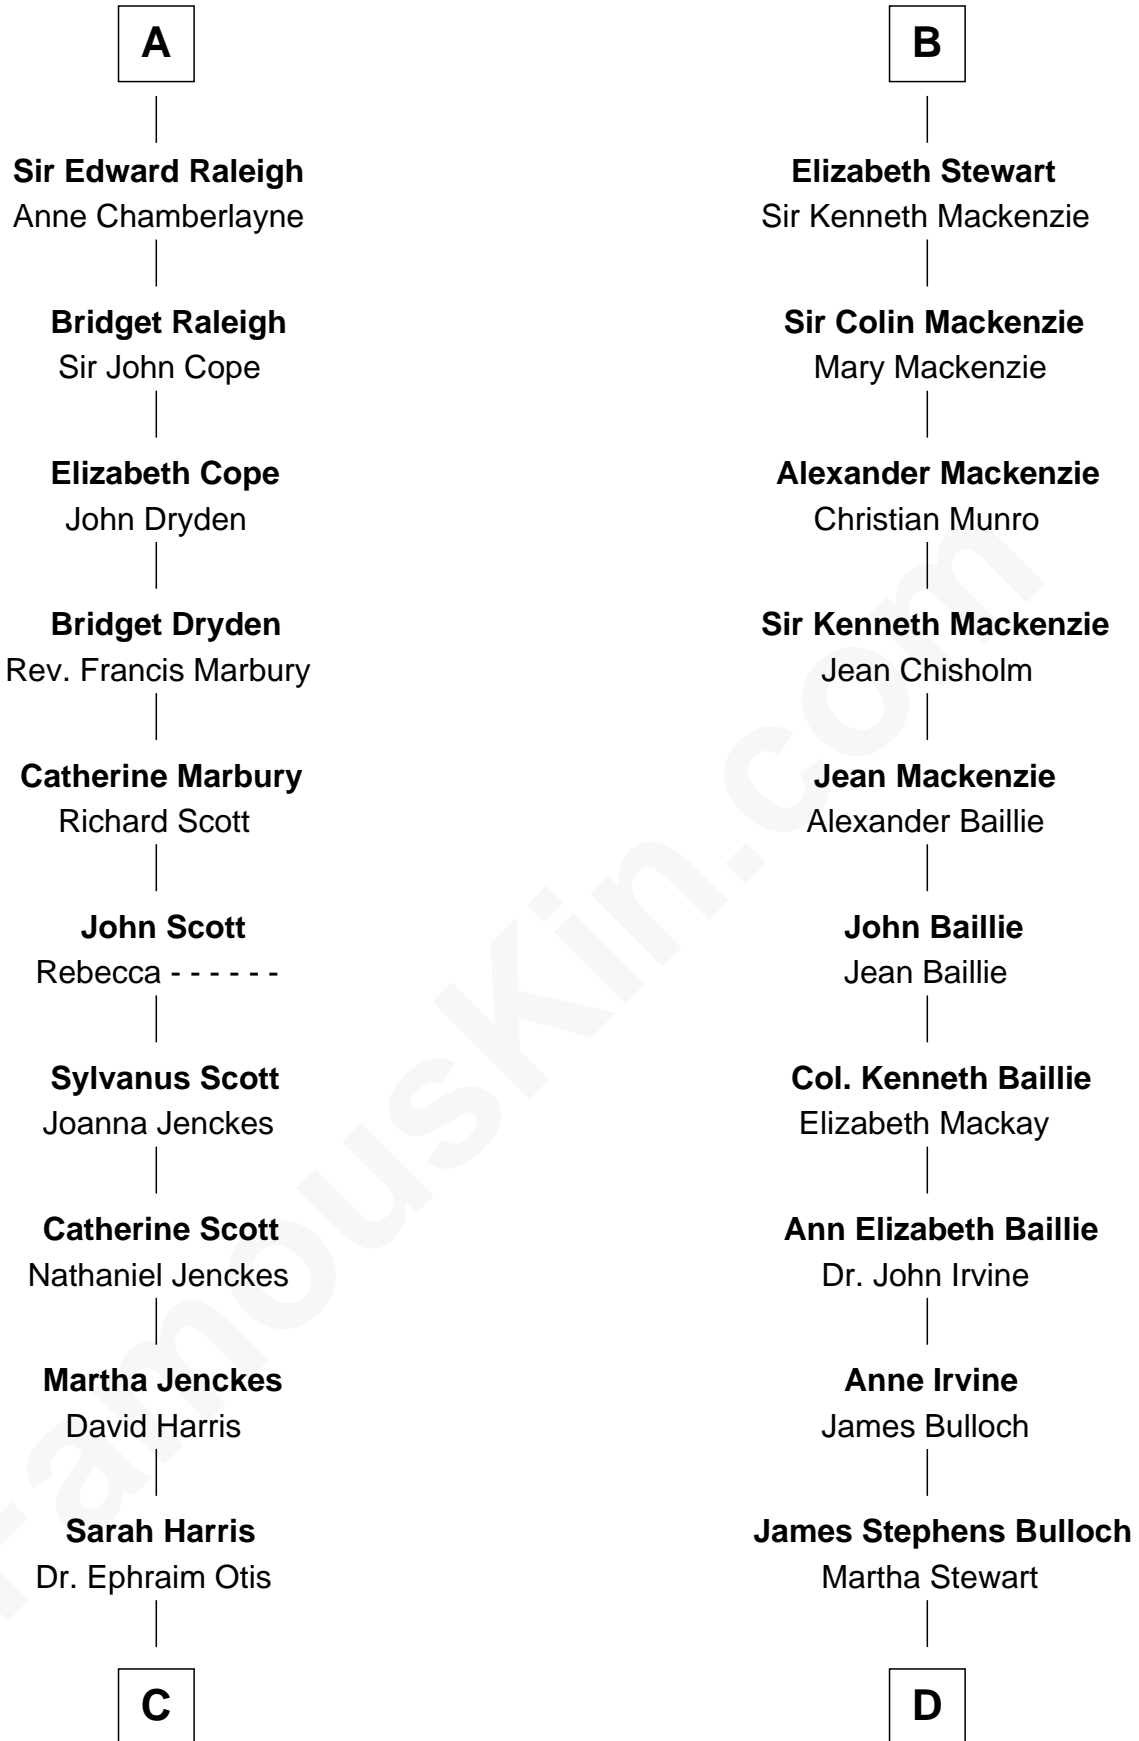 A
Sir Edward Raleigh
Anne Chamberlayne
Bridget Raleigh
Sir John Cope
Elizabeth Cope
John Dryden
Bridget Dryden
Rev. Francis Marbury
Catherine Marbury
Richard Scott
John Scott
Rebecca - - - - - -
Sylvanus Scott
Joanna Jenckes
Catherine Scott
Nathaniel Jenckes
Martha Jenckes
David Harris
Sarah Harris
Dr. Ephraim Otis
C
B
Elizabeth Stewart
Sir Kenneth Mackenzie
Sir Colin Mackenzie
Mary Mackenzie
Alexander Mackenzie
Christian Munro
Sir Kenneth Mackenzie
Jean Chisholm
Jean Mackenzie
Alexander Baillie
John Baillie
Jean Baillie
Col. Kenneth Baillie
Elizabeth Mackay
Ann Elizabeth Baillie
Dr. John Irvine
Anne Irvine
James Bulloch
James Stephens Bulloch
Martha Stewart
D
FamousKin.com